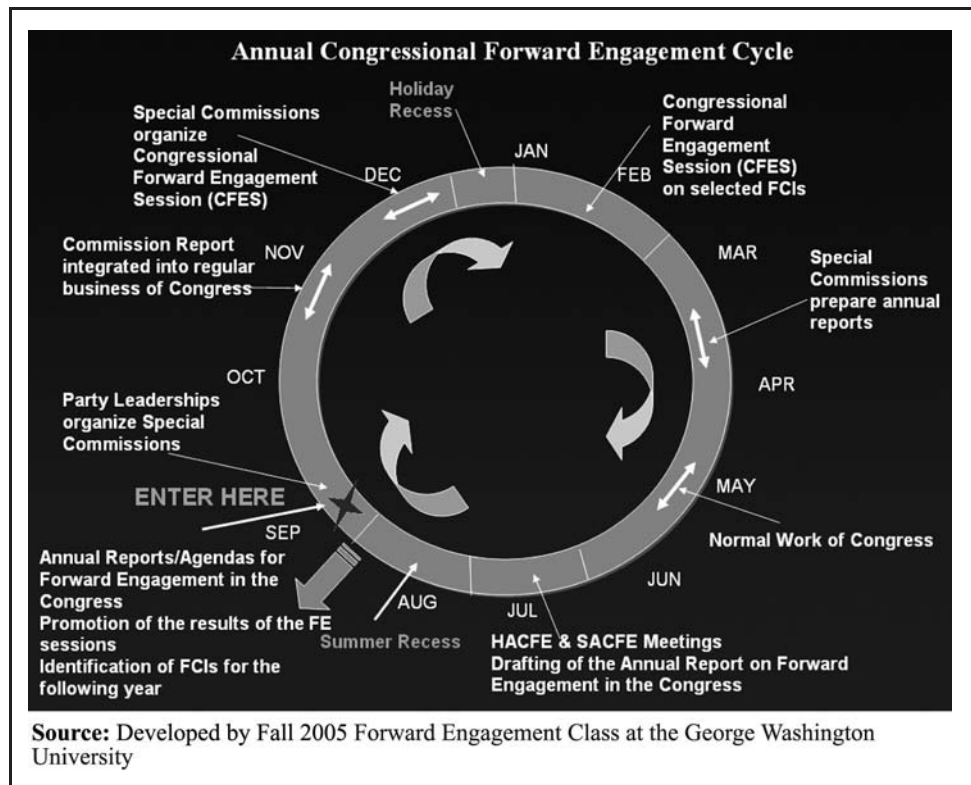 Annual Congressional Forward Engagement Cycle
Holiday
Recess
Special Commissions
organize
Congressional
Forward Engagement
Session (CFES)
Congressional
Forward
Engagement
Session (CFES)
on selected FCIs
JAN
DEC
FEB
NOV
MAR
Commission Report
integrated into regular
business of Congress
Special
Commissions
prepare annual
reports
OCT
APR
Party Leaderships
organize Special
Commissions
ENTER HERE
MAY
SEP
Normal Work of Congress
Annual Reports/Agendas for
Forward Engagement in the
Congress
Promotion of the results of the FE
sessions
Identification of FCIs for the
following year
JUN
AUG
JUL
Summer Recess
HACFE & SACFE Meetings
Drafting of the Annual Report on Forward
Engagement in the Congress
Source: Developed by Fall 2005 Forward Engagement Class at the George Washington
University